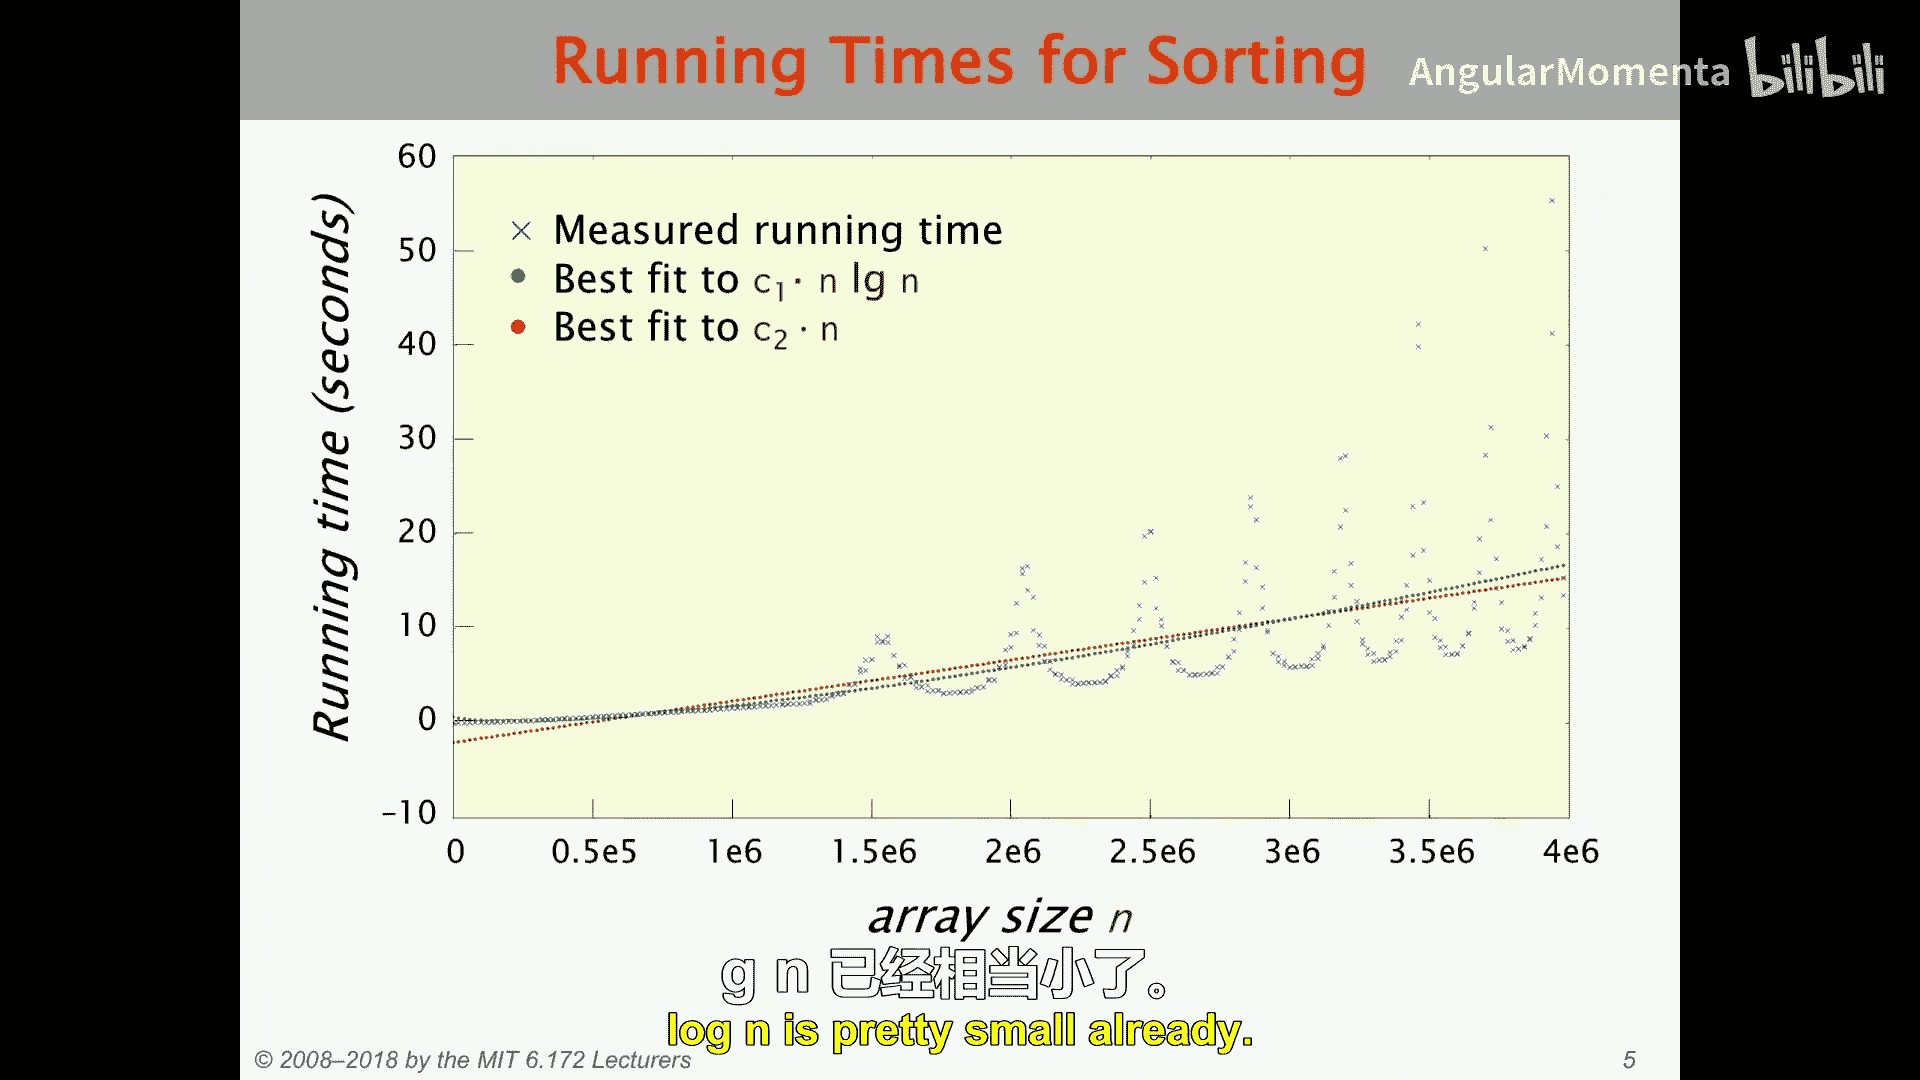 Running Times for Sorting
AngularMomenta bilibili
60
50
40
30
20
10
0
–10
Running time (seconds)
× Measured running time
• Best fit to c₁· n lg n
• Best fit to c₂ · n
0 0.5e5 1e6 1.5e6 2e6 2.5e6 3e6 3.5e6 4e6
array size n
g n 已经相当小了。
log n is pretty small already.
© 2008–2018 by the MIT 6.172 Lecturers
5